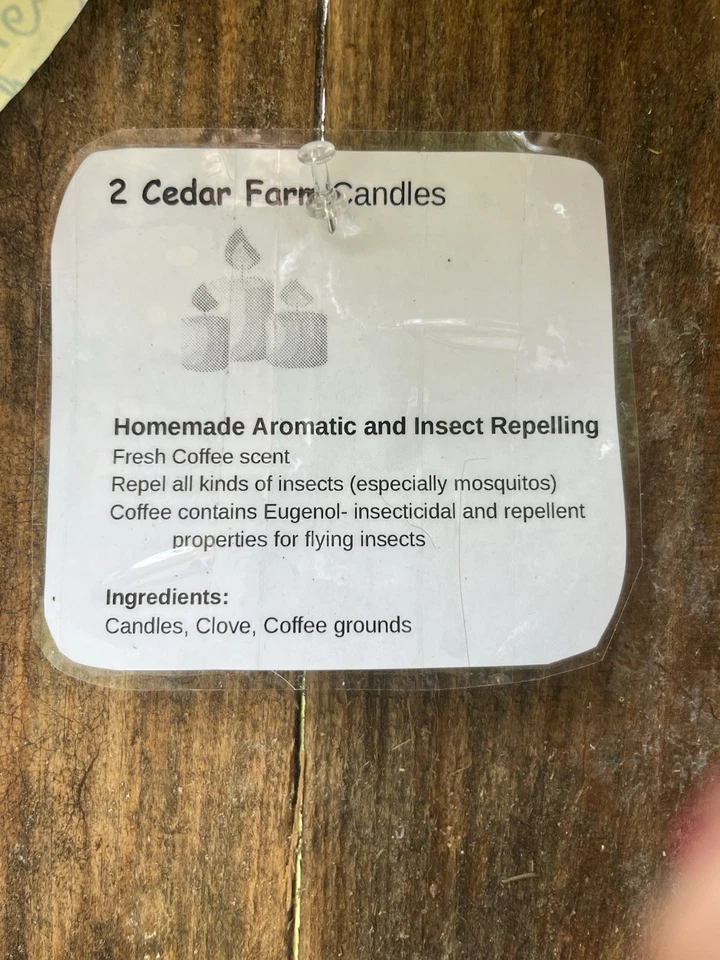 2 Cedar Farm Candles
Homemade Aromatic and Insect Repelling
Fresh Coffee scent
Repel all kinds of insects (especially mosquitos)
Coffee contains Eugenol- insecticidal and repellent
properties for flying insects
Ingredients:
Candles, Clove, Coffee grounds